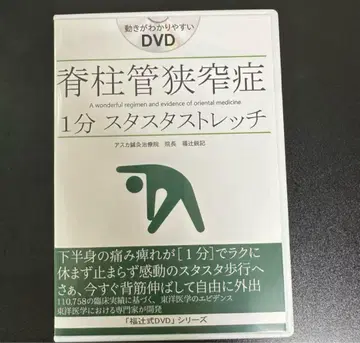 動きがわかりやすい
DVD
脊柱管狭窄症
A wonderful regimen and evidence of oriental medicine
1分 スタスタストレッチ
アスカ鍼灸治療院 院長 福辻鋭記
下半身の痛み痺れが[1分]でラクに
休まず止まらず感動のスタスタ歩行へ
さぁ、今すぐ背筋伸ばして自由に外出
110,758の臨床実績に基づく、東洋医学のエビデンス
東洋医学における専門家が開発
「福辻式DVD」シリーズ